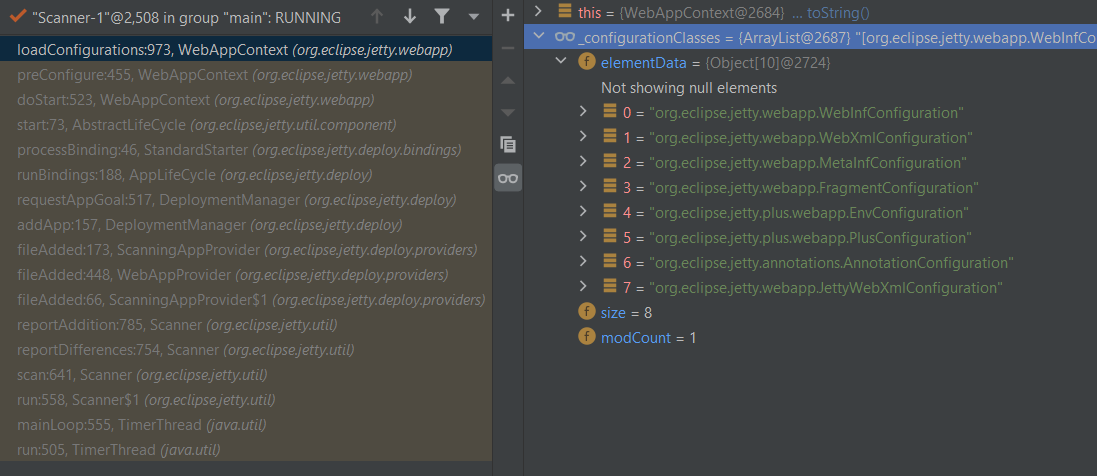 "Scanner-1"@2,508 in group "main": RUNNING
loadConfigurations:973, WebAppContext (org.eclipse.jetty.webapp)
preConfigure:455, WebAppContext (org.eclipse.jetty.webapp)
doStart:523, WebAppContext (org.eclipse.jetty.webapp)
start:73, AbstractLifeCycle (org.eclipse.jetty.util.component)
processBinding:46, StandardStarter (org.eclipse.jetty.deploy.bindings)
runBindings:188, AppLifeCycle (org.eclipse.jetty.deploy)
requestAppGoal:517, DeploymentManager (org.eclipse.jetty.deploy)
addApp:157, DeploymentManager (org.eclipse.jetty.deploy)
fileAdded:173, ScanningAppProvider (org.eclipse.jetty.deploy.providers)
fileAdded:448, WebAppProvider (org.eclipse.jetty.deploy.providers)
fileAdded:66, ScanningAppProvider$1 (org.eclipse.jetty.deploy.providers)
reportAddition:785, Scanner (org.eclipse.jetty.util)
reportDifferences:754, Scanner (org.eclipse.jetty.util)
scan:641, Scanner (org.eclipse.jetty.util)
run:558, Scanner$1 (org.eclipse.jetty.util)
mainLoop:555, TimerThread (java.util)
run:505, TimerThread (java.util)
this = {WebAppContext@2684} ... toString()
_configurationClasses = {ArrayList@2687} "[org.eclipse.jetty.webapp.WebInfCo
f elementData = {Object[10]@2724}
Not showing null elements
0 = "org.eclipse.jetty.webapp.WebInfConfiguration"
1 = "org.eclipse.jetty.webapp.WebXmlConfiguration"
2 = "org.eclipse.jetty.webapp.MetaInfConfiguration"
3 = "org.eclipse.jetty.webapp.FragmentConfiguration"
4 = "org.eclipse.jetty.plus.webapp.EnvConfiguration"
5 = "org.eclipse.jetty.plus.webapp.PlusConfiguration"
6 = "org.eclipse.jetty.annotations.AnnotationConfiguration"
7 = "org.eclipse.jetty.webapp.JettyWebXmlConfiguration"
f size = 8
f modCount = 1